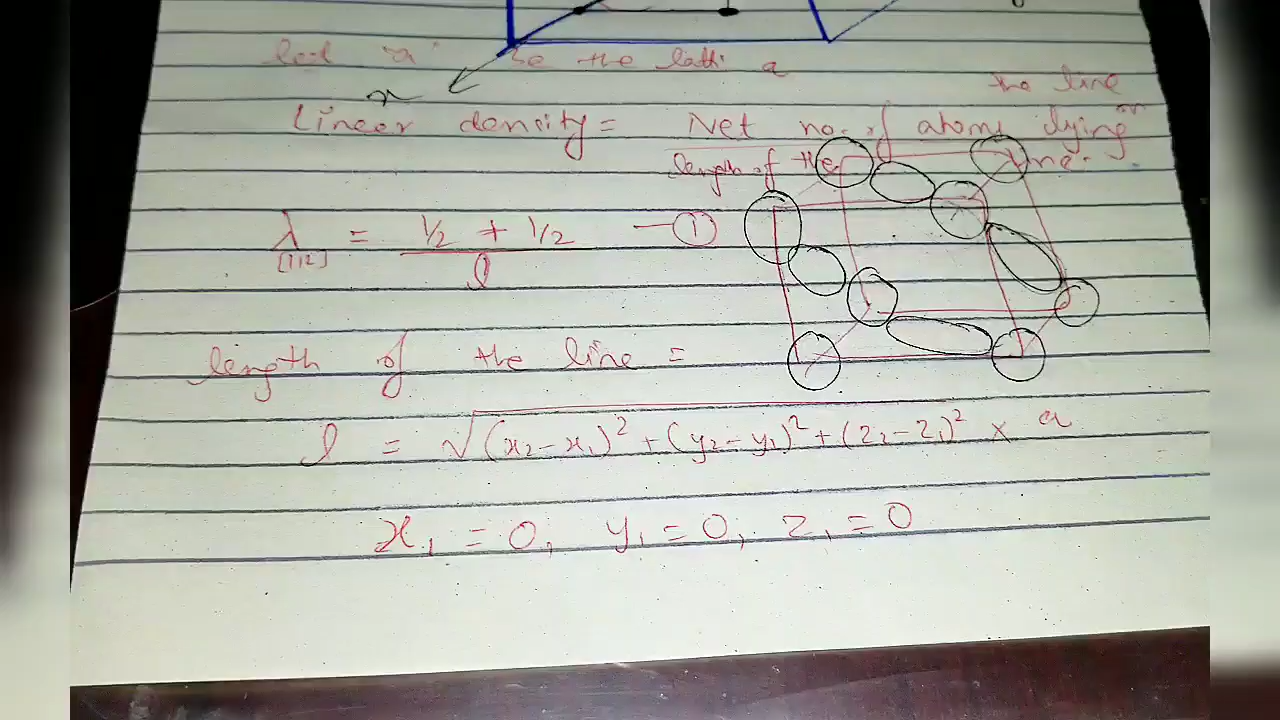 let 'a' be the latti a
the line
Linear density = Net no. of atoms lying on
length of the line.
λ[112] = 1/2 + 1/2 / l —①
length of the line =
l = √(x₂-x₁)² + (y₂-y₁)² + (z₂-z₁)² × a
x₁ = 0, y₁ = 0, z₁ = 0